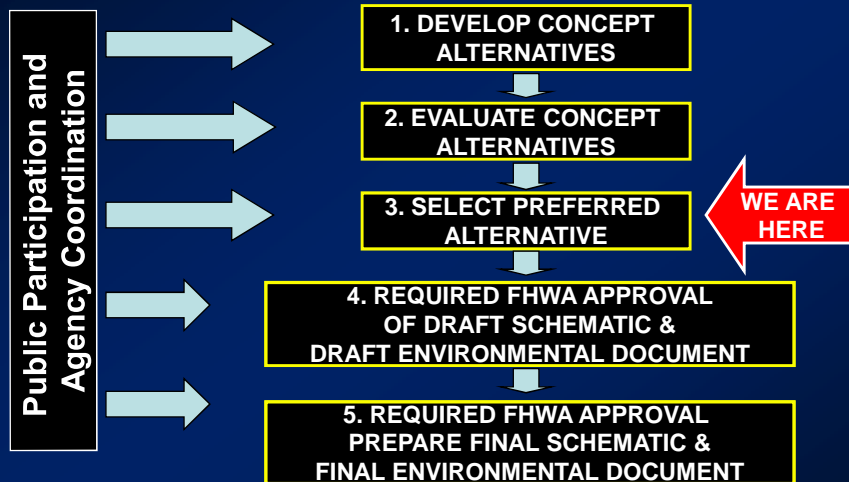 Public Participation and
Agency Coordination
1. DEVELOP CONCEPT
ALTERNATIVES
2. EVALUATE CONCEPT
ALTERNATIVES
3. SELECT PREFERRED
ALTERNATIVE
WE ARE
HERE
4. REQUIRED FHWA APPROVAL
OF DRAFT SCHEMATIC &
DRAFT ENVIRONMENTAL DOCUMENT
5. REQUIRED FHWA APPROVAL
PREPARE FINAL SCHEMATIC &
FINAL ENVIRONMENTAL DOCUMENT